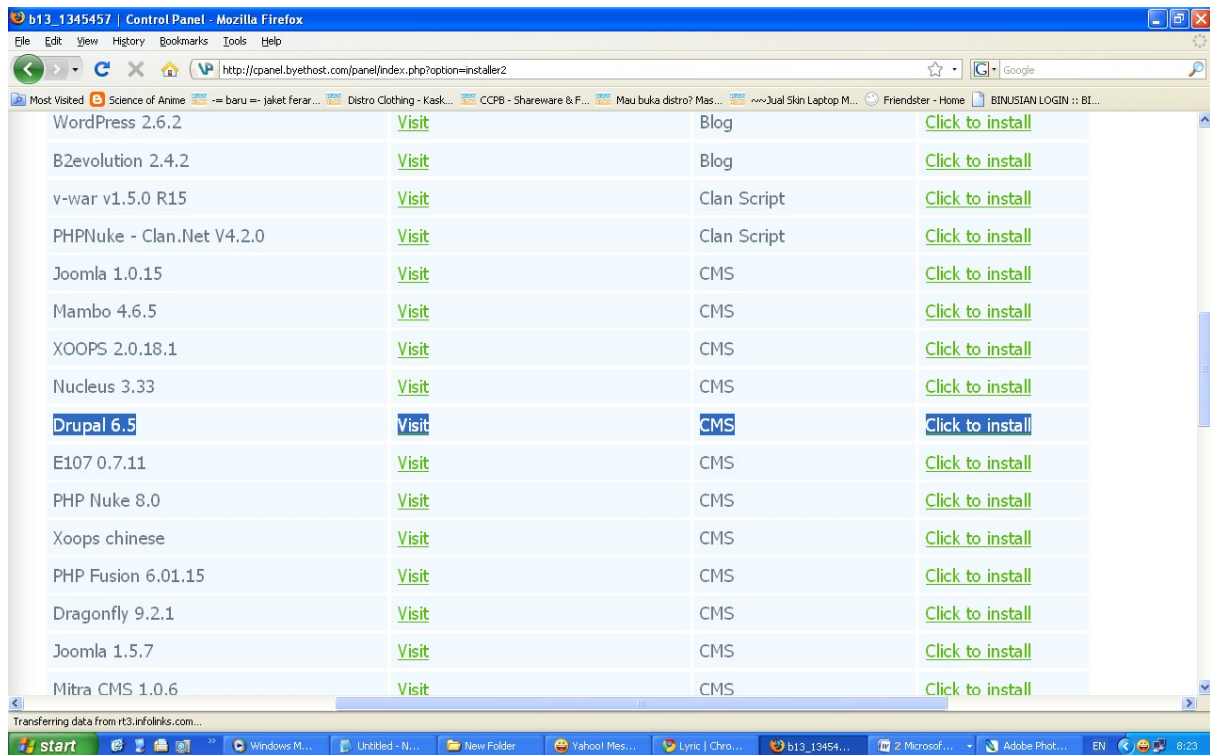 b13_1345457 | Control Panel - Mozilla Firefox
File Edit View History Bookmarks Tools Help
http://cpanel.byethost.com/panel/index.php?option=installer2 Google
Most Visited Science of Anime -= baru =- jaket ferar... Distro Clothing - Kask... CCPB - Shareware & F... Mau buka distro? Mas... ~~Jual Skin Laptop M... Friendster - Home BINUSIAN LOGIN :: BI...
WordPress 2.6.2 Visit Blog Click to install
B2evolution 2.4.2 Visit Blog Click to install
v-war v1.5.0 R15 Visit Clan Script Click to install
PHPNuke - Clan.Net V4.2.0 Visit Clan Script Click to install
Joomla 1.0.15 Visit CMS Click to install
Mambo 4.6.5 Visit CMS Click to install
XOOPS 2.0.18.1 Visit CMS Click to install
Nucleus 3.33 Visit CMS Click to install
Drupal 6.5 Visit CMS Click to install
E107 0.7.11 Visit CMS Click to install
PHP Nuke 8.0 Visit CMS Click to install
Xoops chinese Visit CMS Click to install
PHP Fusion 6.01.15 Visit CMS Click to install
Dragonfly 9.2.1 Visit CMS Click to install
Joomla 1.5.7 Visit CMS Click to install
Mitra CMS 1.0.6 Visit CMS Click to install
Transferring data from rt3.infolinks.com...
start Windows M... Untitled - N... New Folder Yahoo! Mes... Lyric | Chro... b13_13454... 2 Microsof... Adobe Phot... EN 8:23